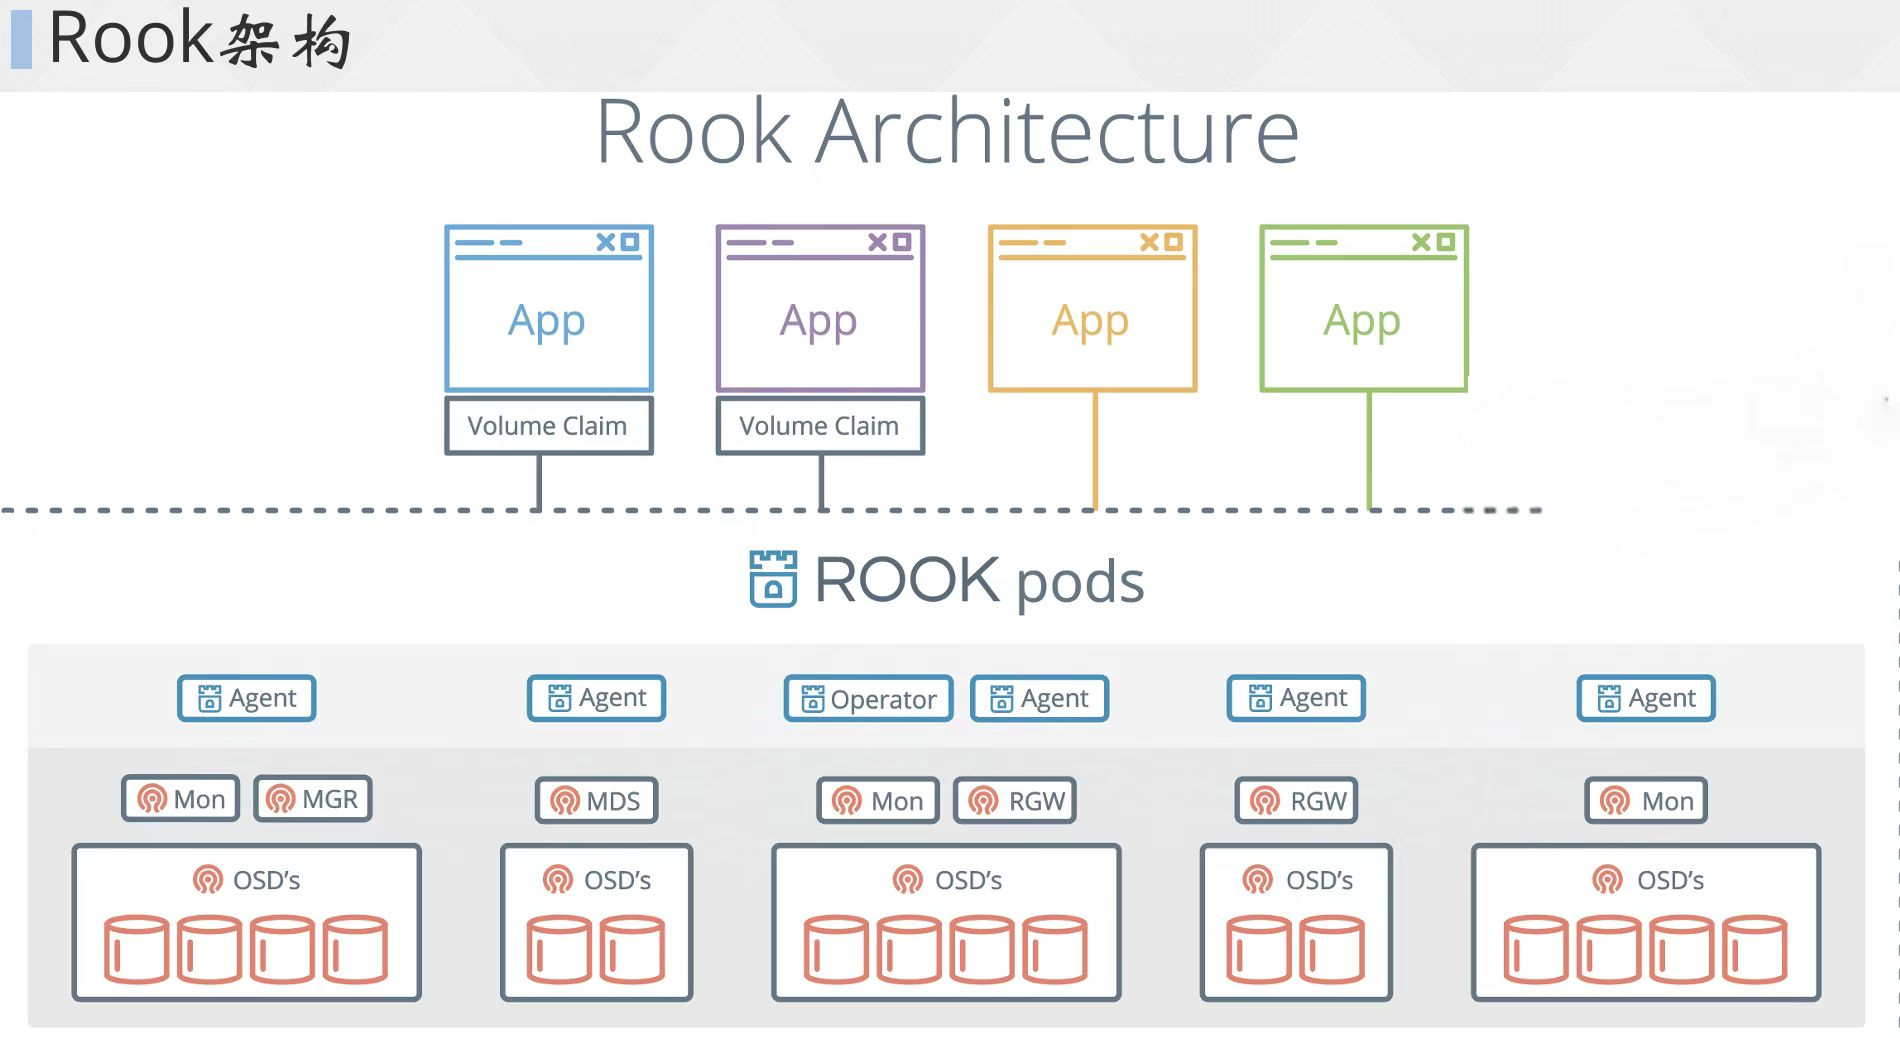 Rook架构
Rook Architecture
App App App App
Volume Claim Volume Claim
ROOK pods
Agent Agent Operator Agent Agent Agent
Mon MGR MDS Mon RGW RGW Mon
OSD’s OSD’s OSD’s OSD’s OSD’s